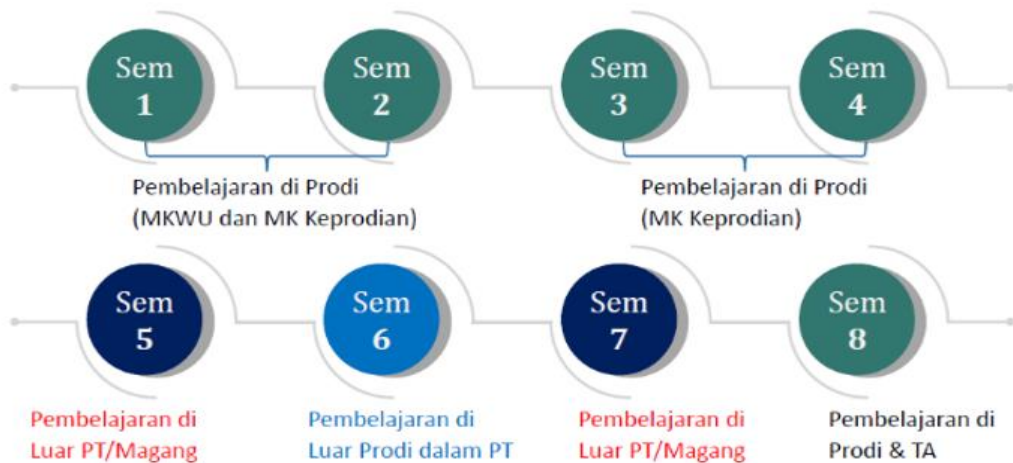 Sem
1
Sem
2
Sem
3
Sem
4
Pembelajaran di Prodi
(MKWU dan MK Keprodian)
Pembelajaran di Prodi
(MK Keprodian)
Sem
5
Sem
6
Sem
7
Sem
8
Pembelajaran di
Luar PT/Magang
Pembelajaran di
Luar Prodi dalam PT
Pembelajaran di
Luar PT/Magang
Pembelajaran di
Prodi & TA